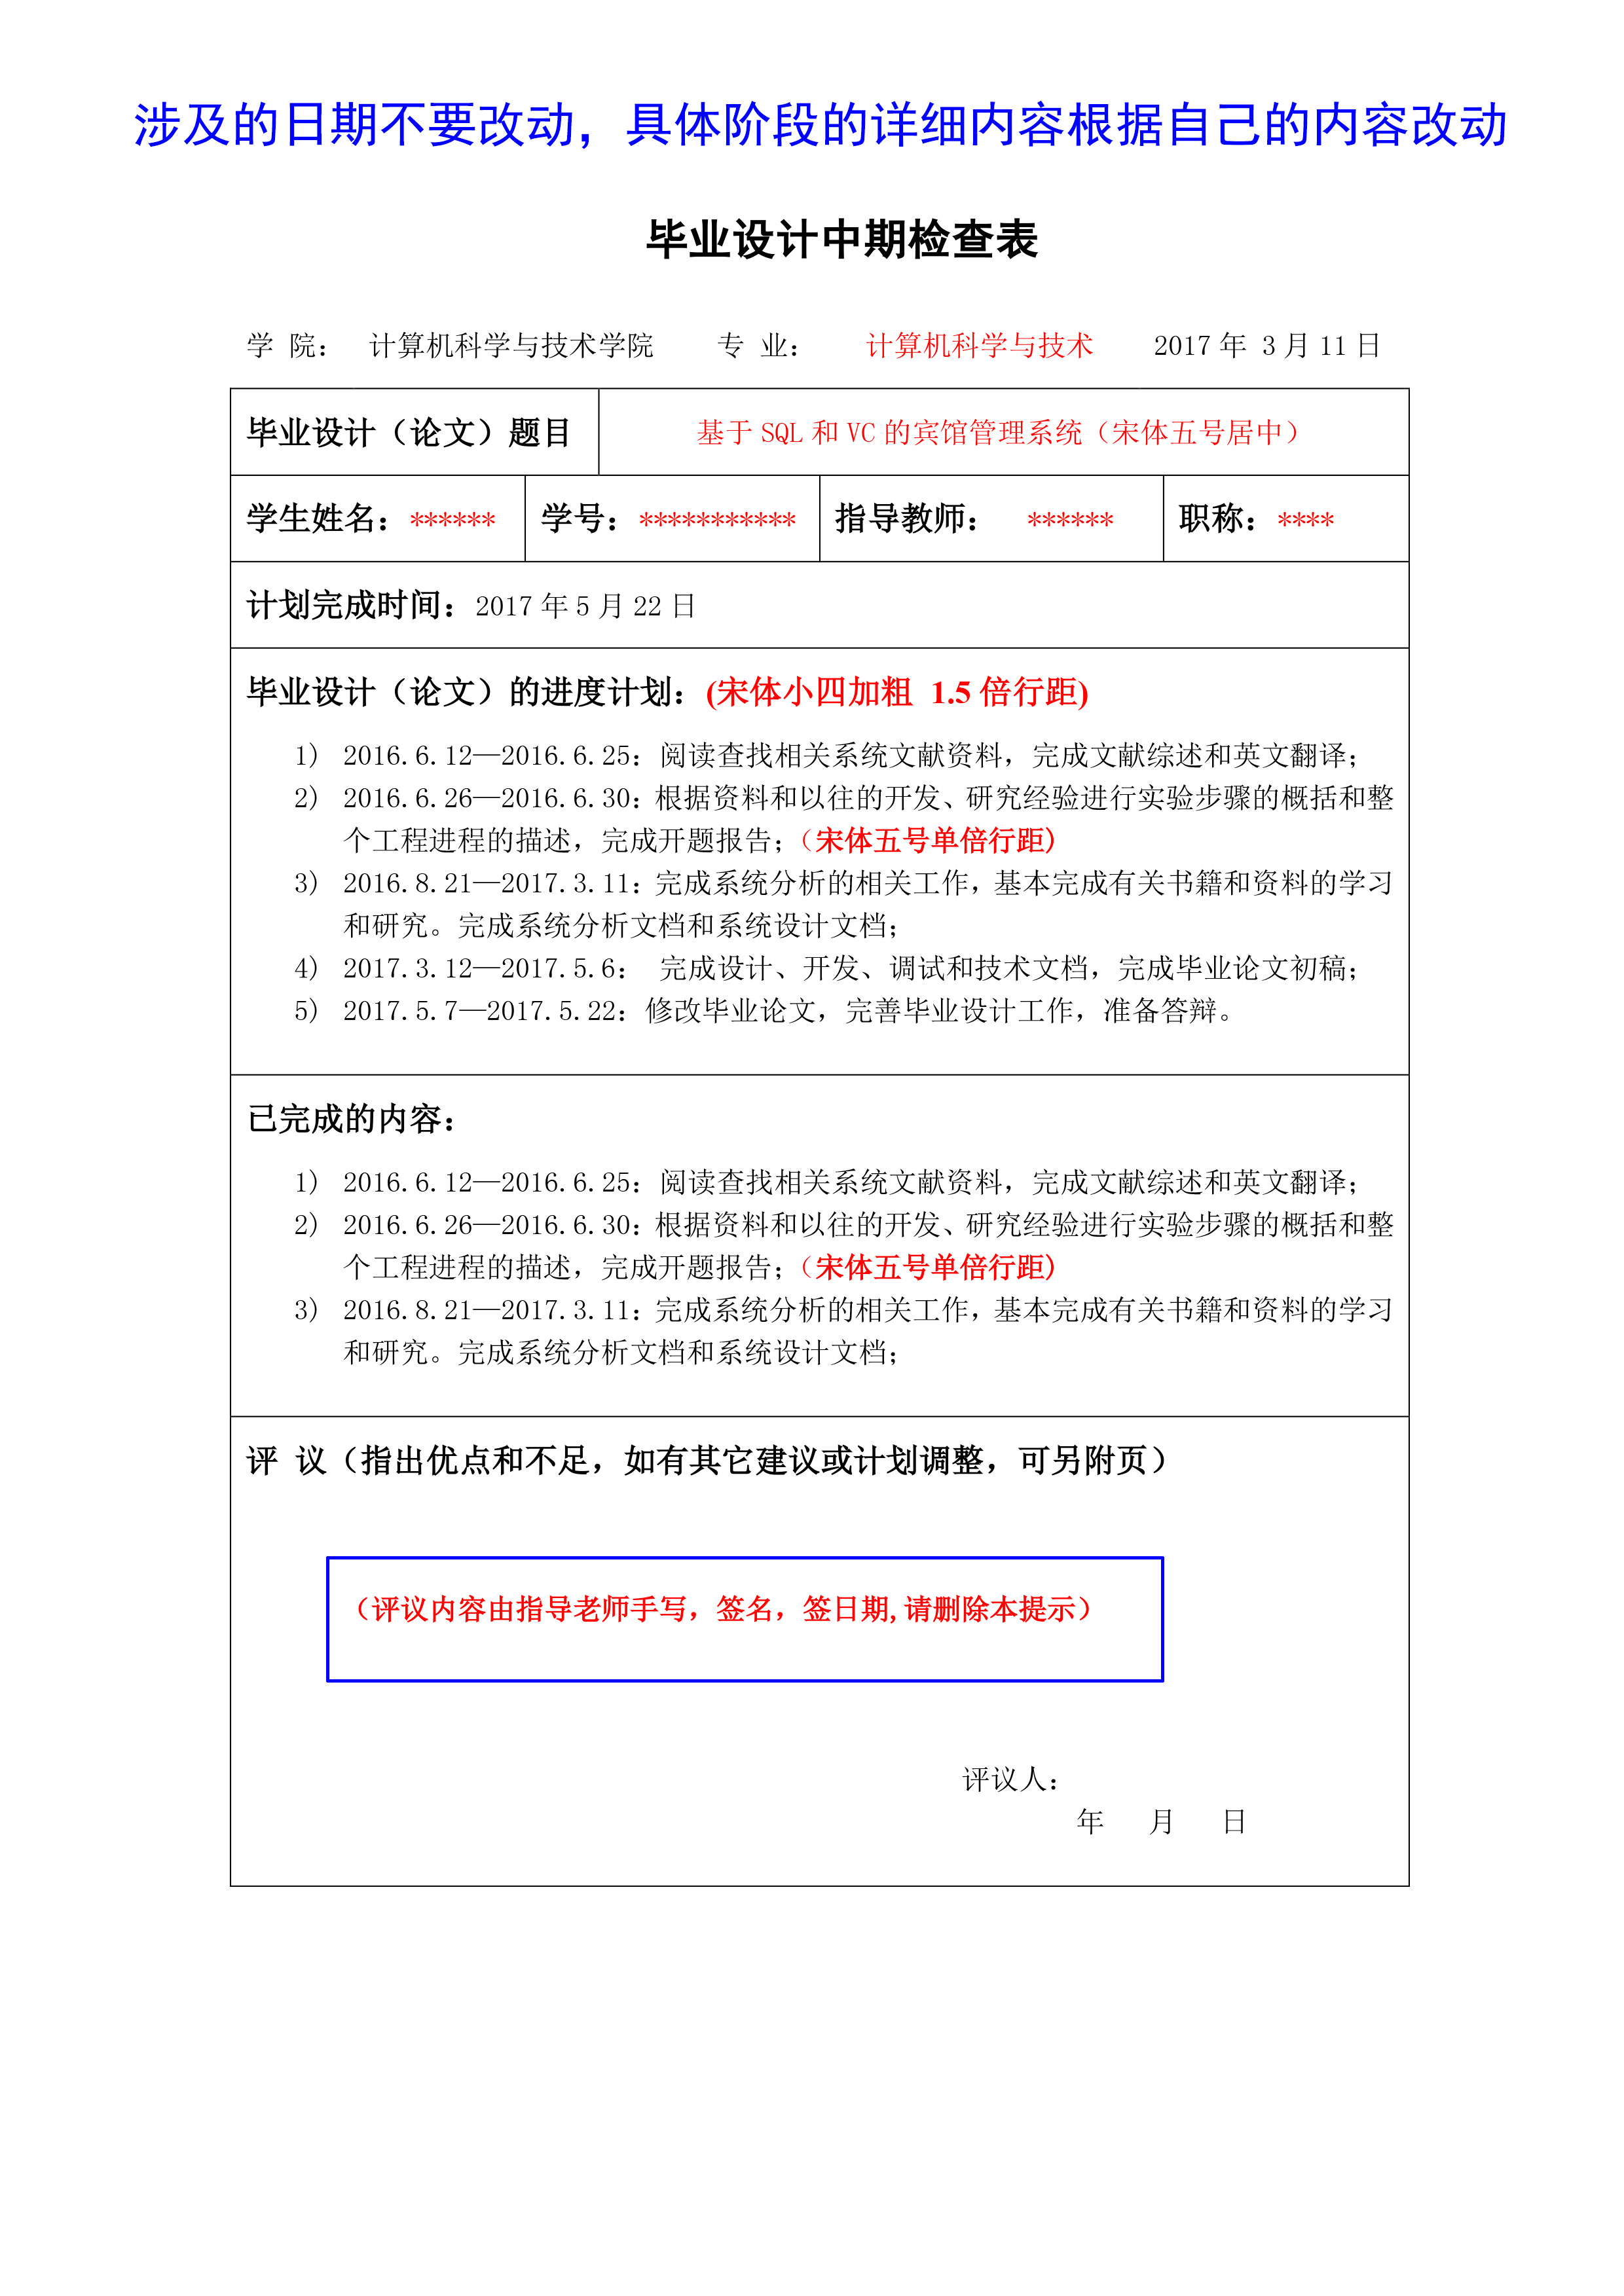 涉及的日期不要改动，具体阶段的详细内容根据自己的内容改动
毕业设计中期检查表
学 院： 计算机科学与技术学院 专 业： 计算机科学与技术 2017年 3月11日
毕业设计（论文）题目 基于SQL和VC的宾馆管理系统（宋体五号居中）
学生姓名：****** 学号：*********** 指导教师： ****** 职称：****
计划完成时间：2017年5月22日
毕业设计（论文）的进度计划：(宋体小四加粗 1.5倍行距)
1) 2016.6.12—2016.6.25：阅读查找相关系统文献资料，完成文献综述和英文翻译；
2) 2016.6.26—2016.6.30：根据资料和以往的开发、研究经验进行实验步骤的概括和整
个工程进程的描述，完成开题报告；（宋体五号单倍行距)
3) 2016.8.21—2017.3.11：完成系统分析的相关工作，基本完成有关书籍和资料的学习
和研究。完成系统分析文档和系统设计文档；
4) 2017.3.12—2017.5.6： 完成设计、开发、调试和技术文档，完成毕业论文初稿；
5) 2017.5.7—2017.5.22：修改毕业论文，完善毕业设计工作，准备答辩。
已完成的内容：
1) 2016.6.12—2016.6.25：阅读查找相关系统文献资料，完成文献综述和英文翻译；
2) 2016.6.26—2016.6.30：根据资料和以往的开发、研究经验进行实验步骤的概括和整
个工程进程的描述，完成开题报告；（宋体五号单倍行距)
3) 2016.8.21—2017.3.11：完成系统分析的相关工作，基本完成有关书籍和资料的学习
和研究。完成系统分析文档和系统设计文档；
评 议（指出优点和不足，如有其它建议或计划调整，可另附页）
（评议内容由指导老师手写，签名，签日期,请删除本提示）
评议人：
年 月 日